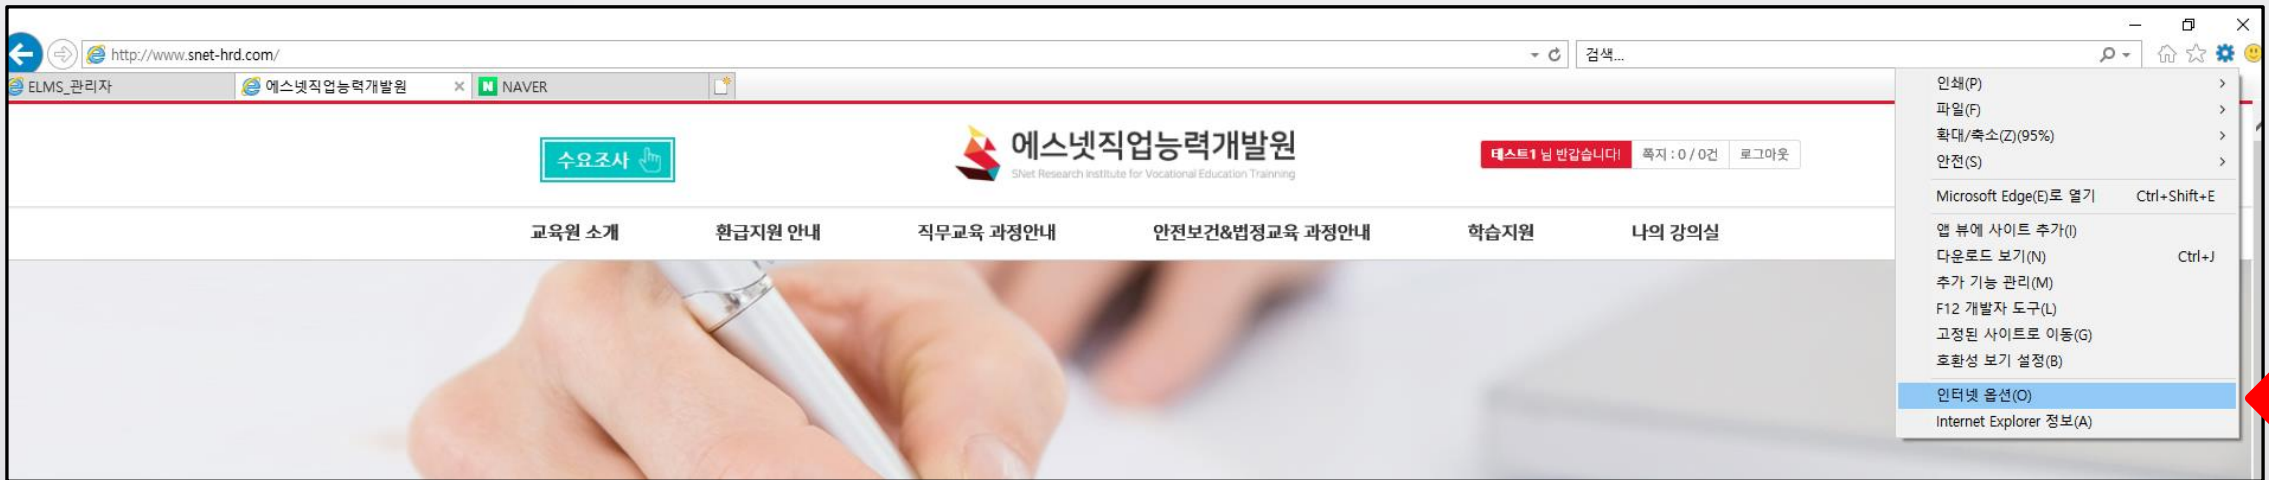 http://www.snet-hrd.com/
검색...
ELMS_관리자
에스넷직업능력개발원
NAVER
수요조사
에스넷직업능력개발원
SNet Research institute for Vocational Education Trainning
테스트1 님 반갑습니다!
쪽지 : 0 / 0건
로그아웃
교육원 소개
환급지원 안내
직무교육 과정안내
안전보건&법정교육 과정안내
학습지원
나의 강의실
인쇄(P)
파일(F)
확대/축소(Z)(95%)
안전(S)
Microsoft Edge(E)로 열기 Ctrl+Shift+E
앱 뷰에 사이트 추가(I)
다운로드 보기(N) Ctrl+J
추가 기능 관리(M)
F12 개발자 도구(L)
고정된 사이트로 이동(G)
호환성 보기 설정(B)
인터넷 옵션(O)
Internet Explorer 정보(A)